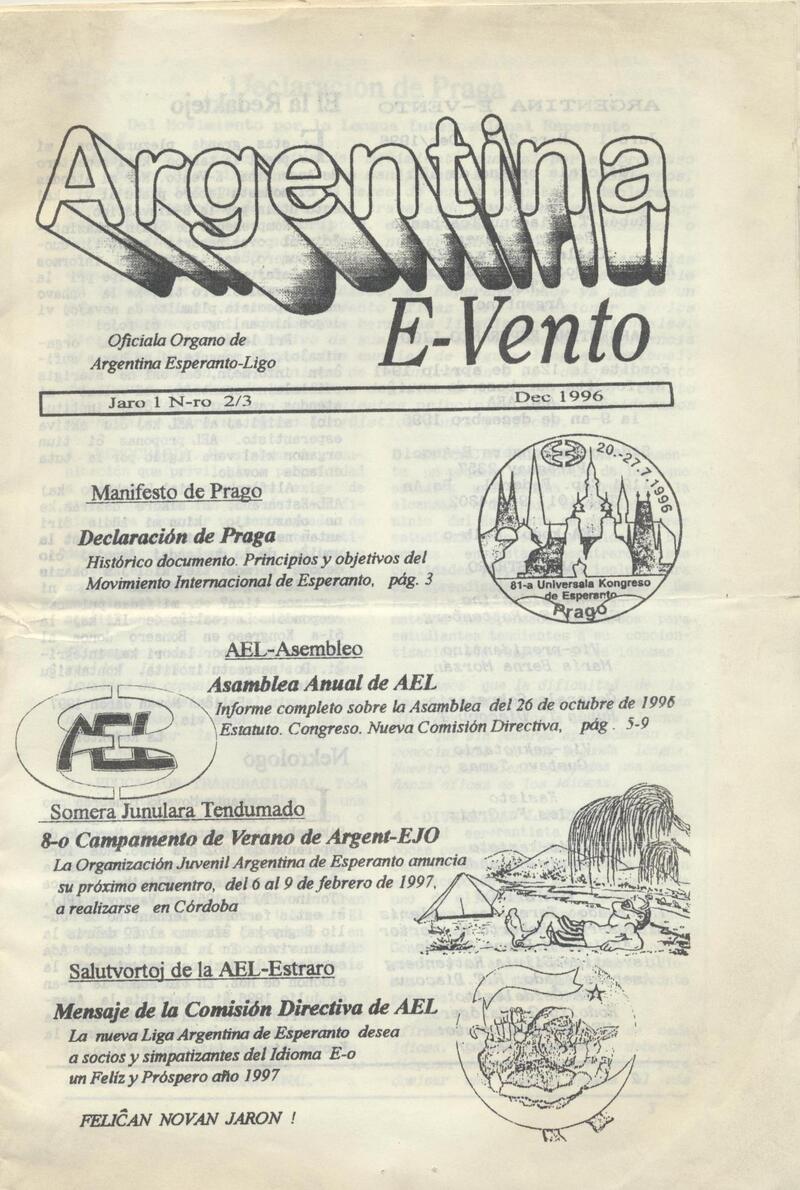 Argentina
E-Vento
Oficiala Organo de
Argentina Esperanto-Ligo
Jaro 1 N-ro 2/3
Dec 1996
Manifesto de Prago
Declaración de Praga
Histórico documento. Principios y objetivos del
Movimiento Internacional de Esperanto, pág. 3
20.-27.7.1996
81-a Universala Kongreso
de Esperanto
Prago
AEL-Asembleo
Asamblea Anual de AEL
Informe completo sobre la Asamblea del 26 de octubre de 1996
Estatuto. Congreso. Nueva Comisión Directiva, pág. 5-9
AEL
Somera Junulara Tendumado
8-o Campamento de Verano de Argent-EJO
La Organización Juvenil Argentina de Esperanto anuncia
su próximo encuentro, del 6 al 9 de febrero de 1997,
a realizarse en Córdoba
Salutvortoj de la AEL-Estraro
Mensaje de la Comisión Directiva de AEL
La nueva Liga Argentina de Esperanto desea
a socios y simpatizantes del Idioma E-o
un Felíz y Próspero año 1997
FELIĈAN NOVAN JARON !